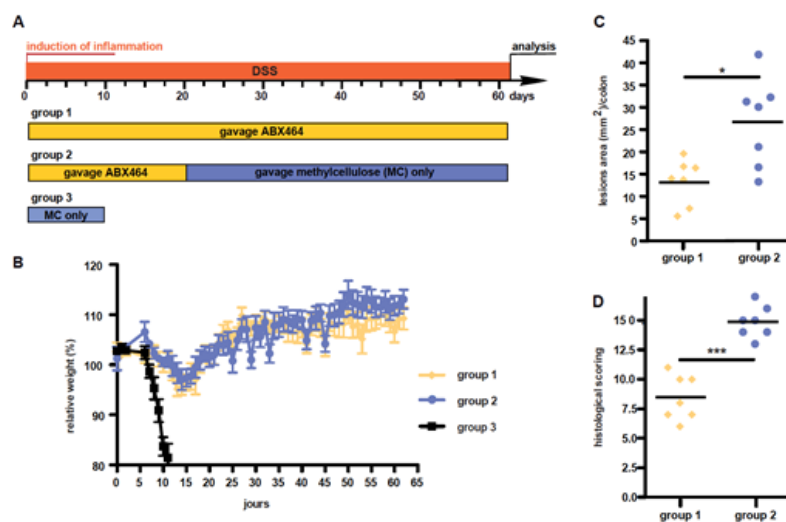 A
induction of inflammation
analysis
DSS
0 10 20 30 40 50 60 days
group 1
gavage ABX464
group 2
gavage ABX464 gavage methylcellulose (MC) only
group 3
MC only
B
120
110
100
90
80
relative weight (%)
0 5 10 15 20 25 30 35 40 45 50 55 60 65
jours
group 1
group 2
group 3
C
45
40
35
30
25
20
15
10
5
0
lesions area (mm2)/colon
*
group 1 group 2
D
15.0
12.5
10.0
7.5
5.0
2.5
0.0
histological scoring
***
group 1 group 2